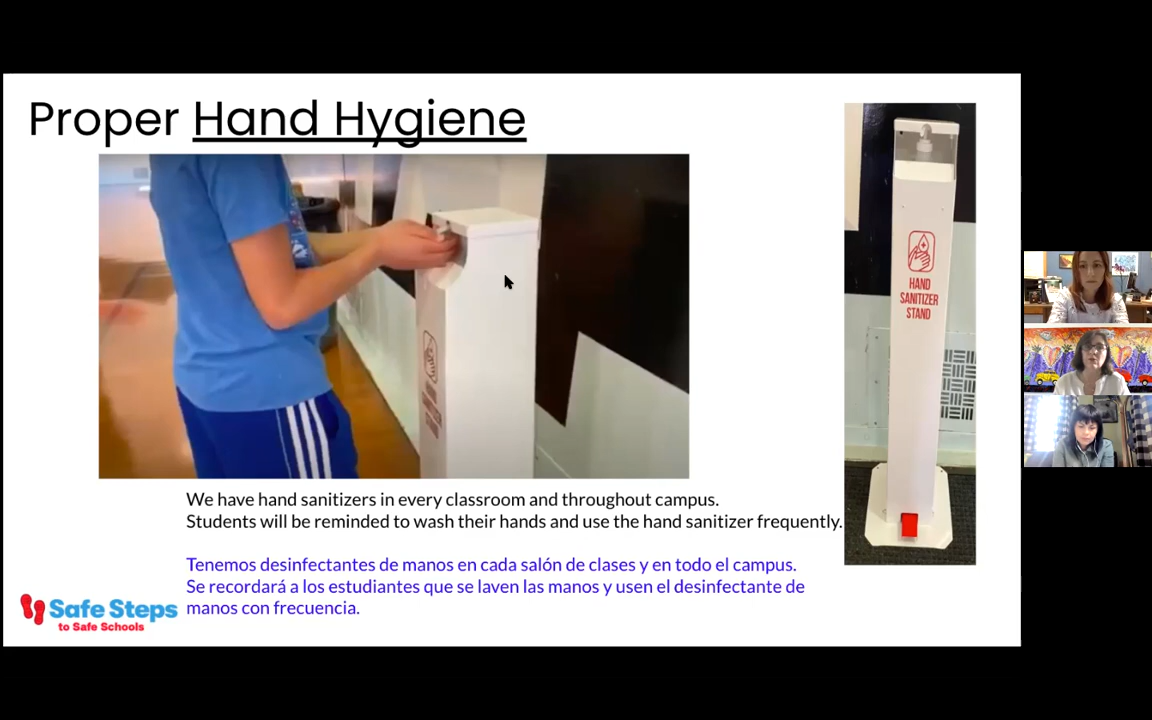 Proper Hand Hygiene
HAND
SANITIZER
STAND
We have hand sanitizers in every classroom and throughout campus.
Students will be reminded to wash their hands and use the hand sanitizer frequently.
Tenemos desinfectantes de manos en cada salón de clases y en todo el campus.
Se recordará a los estudiantes que se laven las manos y usen el desinfectante de
manos con frecuencia.
Safe Steps
to Safe Schools